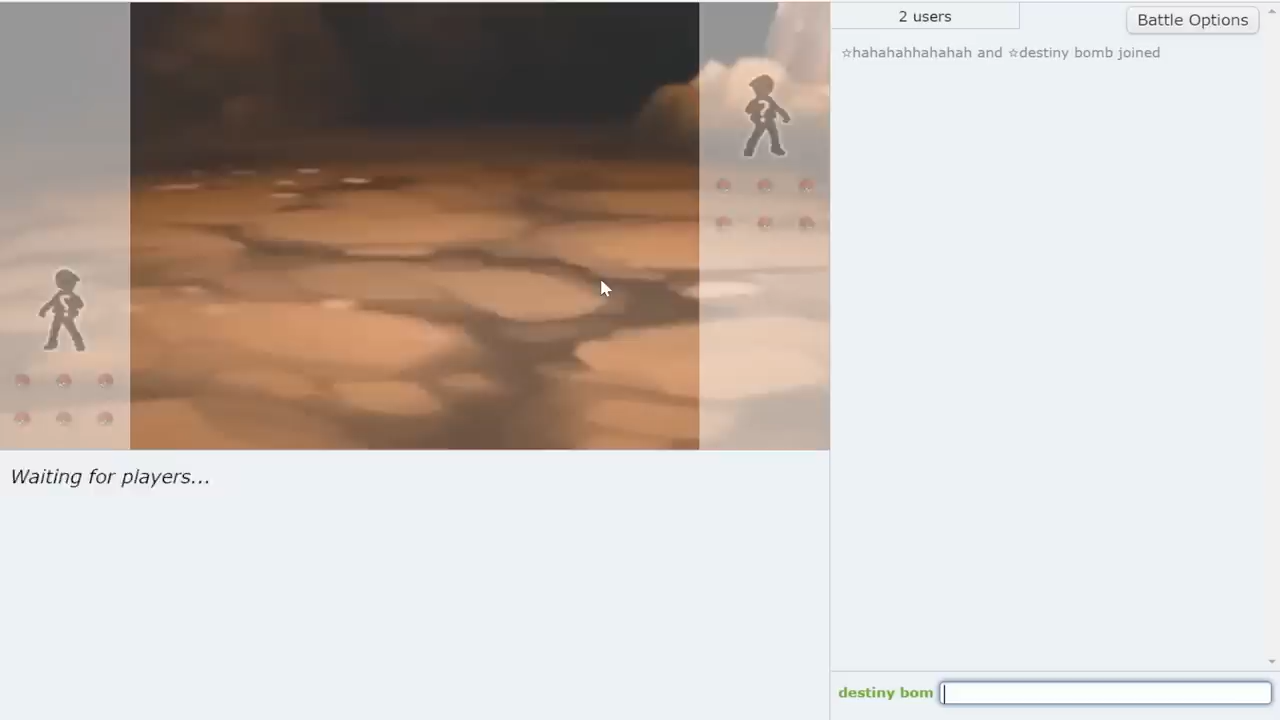 2 users
Battle Options
☆hahahahhahahah and ☆destiny bomb joined
Waiting for players...
destiny bom